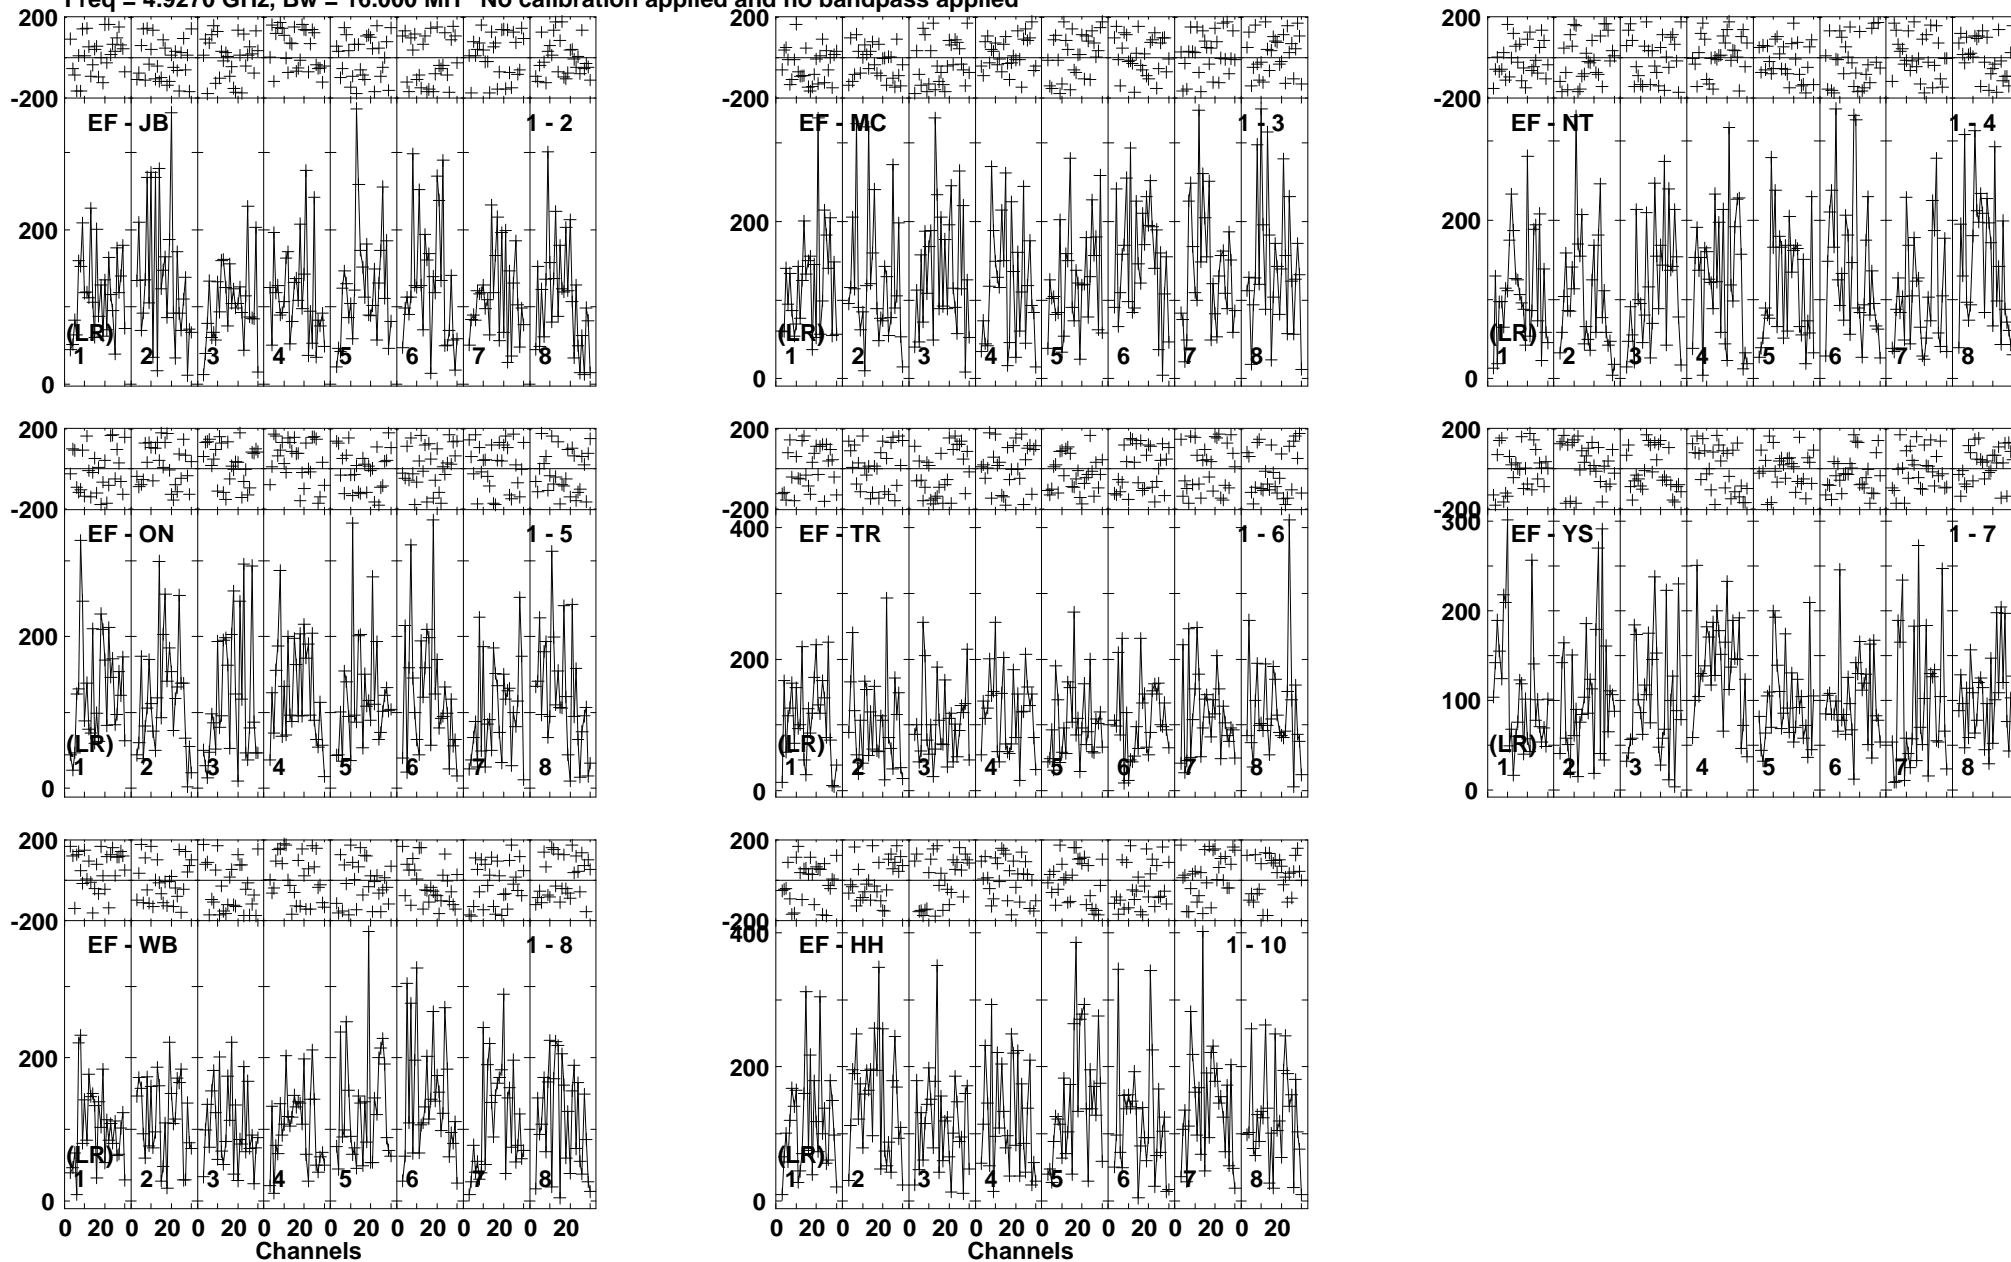 Freq = 4.9270 GHz, Bw = 16.000 MH No calibration applied and no bandpass applied
200 200 200
-200 -200 -200
EF - JB 1 - 2 EF - MC 1 - 3 EF - NT 1 - 4
200 200 200
(LR) (LR) (LR)
1 2 3 4 5 6 7 8 1 2 3 4 5 6 7 8 1 2 3 4 5 6 7 8
0 0 0
200 200 200
-200 -200 -200
400 300
EF - ON 1 - 5 EF - TR 1 - 6 EF - YS 1 - 7
200 200 200
100
(LR) (LR) (LR)
1 2 3 4 5 6 7 8 1 2 3 4 5 6 7 8 1 2 3 4 5 6 7 8
0 0 0
200 200
-200 -200
400
EF - WB 1 - 8 EF - HH 1 - 10
200 200
(LR) (LR)
1 2 3 4 5 6 7 8 1 2 3 4 5 6 7 8
0 0
0 20 0 20 0 20 0 20 0 20 0 20 0 20 0 20 0 20 0 20 0 20 0 20 0 20 0 20 0 20 0 20
Channels Channels